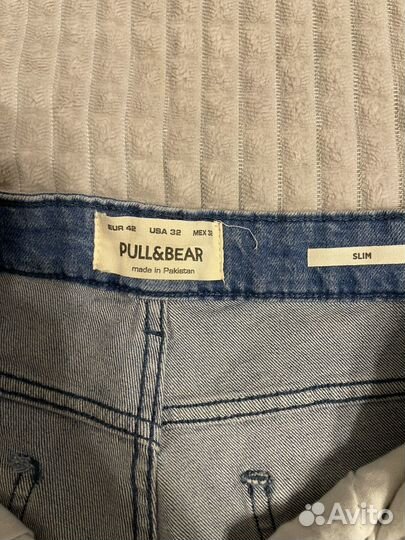 EUR 42 USA 32 MEX 32
PULL&BEAR
made in Pakistan
SLIM
Avito